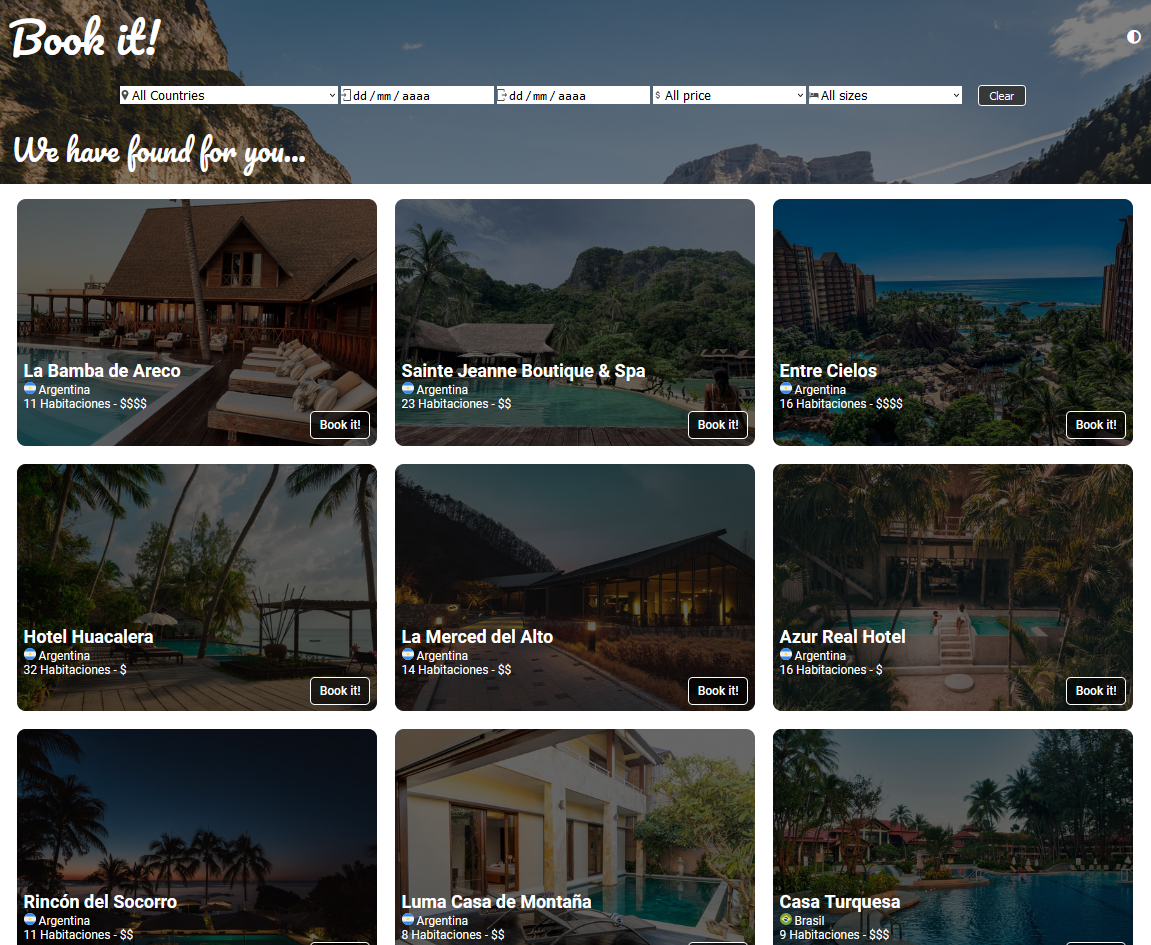 Book it!
All Countries
dd/mm/aaaa
dd/mm/aaaa
$ All price
All sizes
Clear
We have found for you...
La Bamba de Areco
Argentina
11 Habitaciones - $$$$
Book it!
Sainte Jeanne Boutique & Spa
Argentina
23 Habitaciones - $$
Book it!
Entre Cielos
Argentina
16 Habitaciones - $$$$
Book it!
Hotel Huacalera
Argentina
32 Habitaciones - $
Book it!
La Merced del Alto
Argentina
14 Habitaciones - $$
Book it!
Azur Real Hotel
Argentina
16 Habitaciones - $
Book it!
Rincón del Socorro
Argentina
11 Habitaciones - $$
Luma Casa de Montaña
Argentina
8 Habitaciones - $$
Casa Turquesa
Brasil
9 Habitaciones - $$$